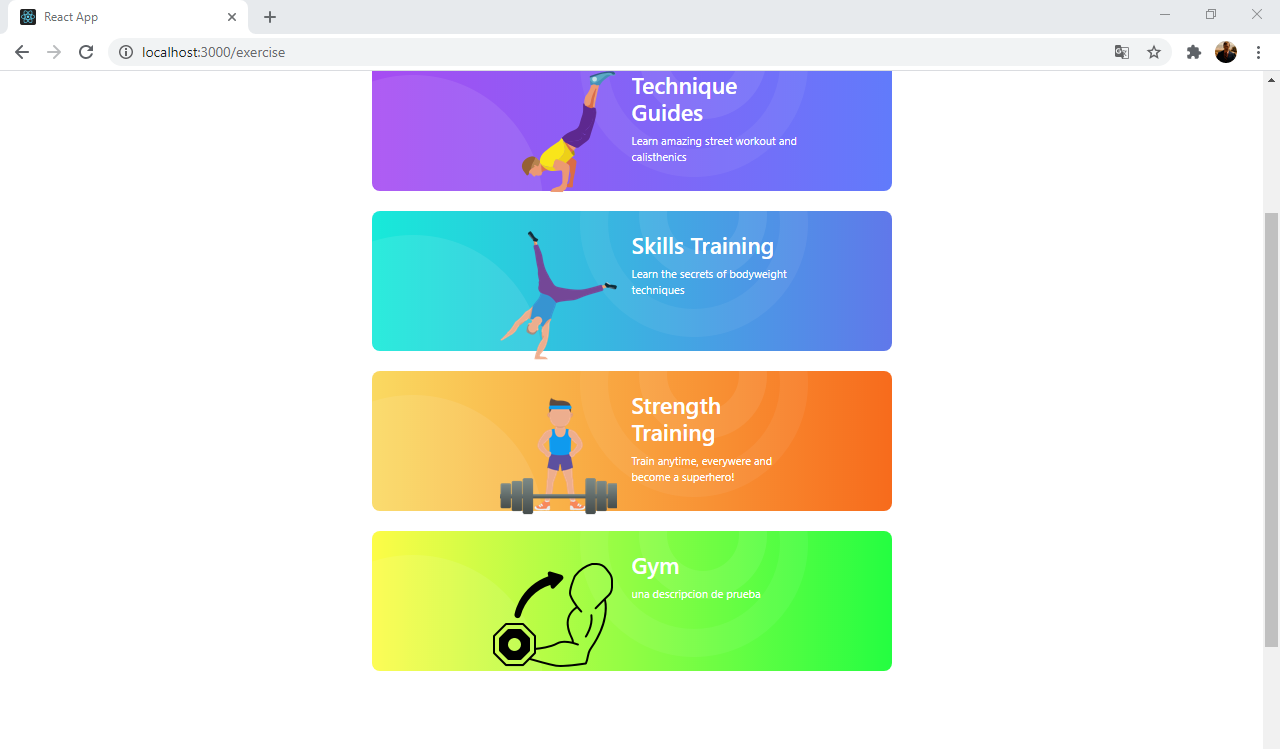 React App
localhost:3000/exercise
Technique
Guides
Learn amazing street workout and
calisthenics
Skills Training
Learn the secrets of bodyweight
techniques
Strength
Training
Train anytime, everywere and
become a superhero!
Gym
una descripcion de prueba